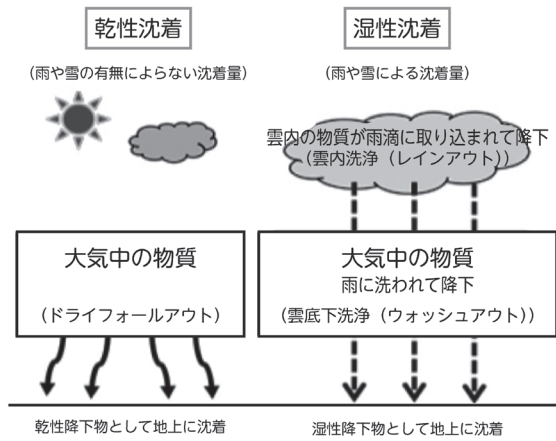 乾性沈着
(雨や雪の有無によらない沈着量)
大気中の物質
(ドライフォールアウト)
乾性降下物として地上に沈着
湿性沈着
(雨や雪による沈着量)
雲内の物質が雨滴に取り込まれて降下
(雲内洗浄(レインアウト))
大気中の物質
雨に洗われて降下
(雲底下洗浄(ウォッシュアウト))
湿性降下物として地上に沈着